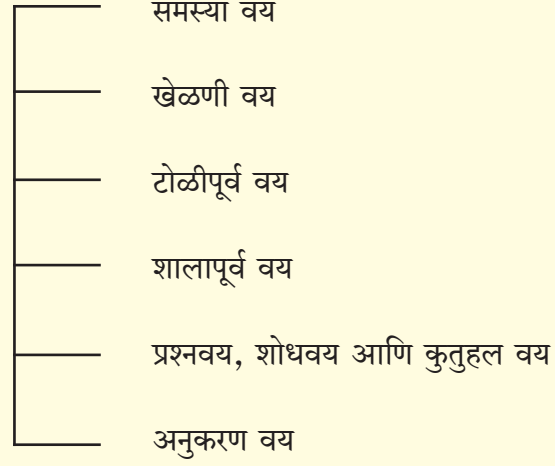 समस्या वय
खेळणी वय
टोळीपूर्व वय
शालापूर्व वय
प्रश्नवय, शोधवय आणि कुतुहल वय
अनुकरण वय